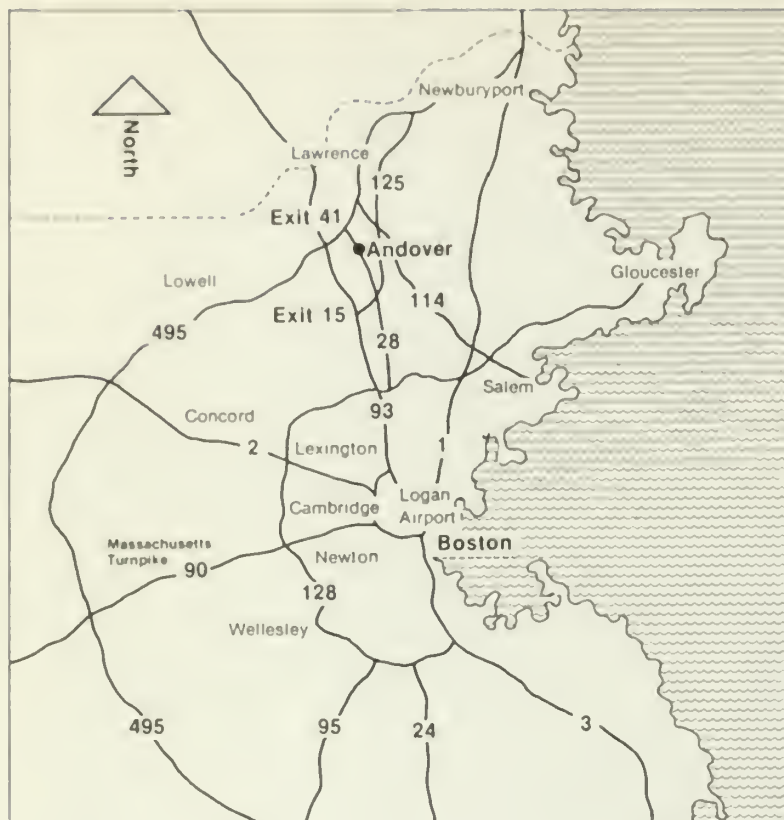 Newburyport
North
Lawrence
125
Exit 41
Andover
Gloucester
Lowell
Exit 15
114
495
28
Salem
93
Concord
2
Lexington
1
Logan
Airport
Cambridge
Boston
Massachusetts
Turnpike
90
Newton
128
Wellesley
495
95
24
3